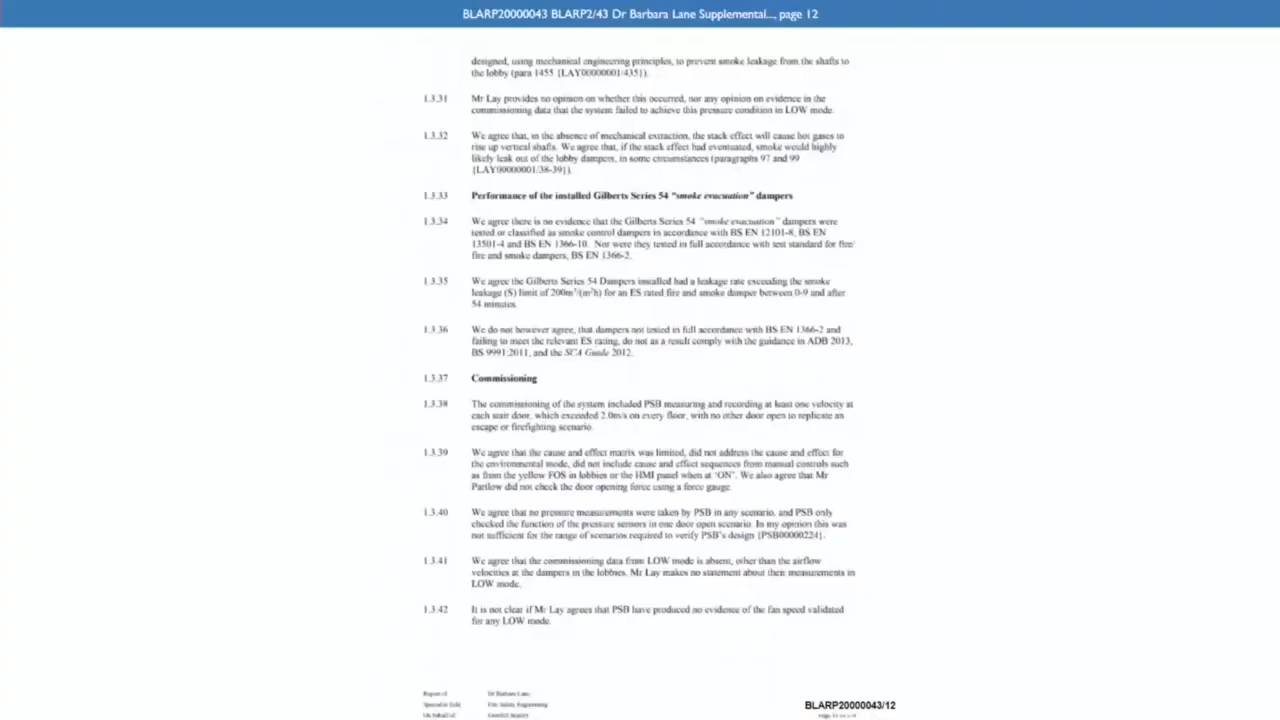 BLARP20000043 BLARP2/43 Dr Barbara Lane Supplemental..., page 12
designed, using mechanical engineering principles, to prevent smoke leakage from the shafts to
the lobby (para 1455 {LAY00000001/435}).
1.3.31 Mr Lay provides no opinion on whether this occurred, nor any opinion on evidence in the
commissioning data that the system failed to achieve this pressure condition in LOW mode.
1.3.32 We agree that, in the absence of mechanical extraction, the stack effect will cause hot gases to
rise up vertical shafts. We agree that, if the stack effect had eventuated, smoke would highly
likely leak out of the lobby dampers, in some circumstances (paragraphs 97 and 99
{LAY00000001/38-39}).
1.3.33 Performance of the installed Gilberts Series 54 "smoke evacuation" dampers
1.3.34 We agree there is no evidence that the Gilberts Series 54 "smoke evacuation" dampers were
tested or classified as smoke control dampers in accordance with BS EN 12101-8, BS EN
13501-4 and BS EN 1366-10. Nor were they tested in full accordance with test standard for fire/
fire and smoke dampers, BS EN 1366-2.
1.3.35 We agree the Gilberts Series 54 Dampers installed had a leakage rate exceeding the smoke
leakage (S) limit of 200m³/(m²h) for an ES rated fire and smoke damper between 0-9 and after
54 minutes.
1.3.36 We do not however agree, that dampers not tested in full accordance with BS EN 1366-2 and
failing to meet the relevant ES rating, do not as a result comply with the guidance in ADB 2013,
BS 9991:2011, and the SCA Guide 2012.
1.3.37 Commissioning
1.3.38 The commissioning of the system included PSB measuring and recording at least one velocity at
each stair door, which exceeded 2.0m/s on every floor, with no other door open to replicate an
escape or firefighting scenario.
1.3.39 We agree that the cause and effect matrix was limited, did not address the cause and effect for
the environmental mode, did not include cause and effect sequences from manual controls such
as from the yellow FOS in lobbies or the HMI panel when at 'ON'. We also agree that Mr
Partlow did not check the door opening force using a force gauge.
1.3.40 We agree that no pressure measurements were taken by PSB in any scenario, and PSB only
checked the function of the pressure sensors in one door open scenario. In my opinion this was
not sufficient for the range of scenarios required to verify PSB's design {PSB00000224}.
1.3.41 We agree that the commissioning data from LOW mode is absent, other than the airflow
velocities at the dampers in the lobbies. Mr Lay makes no statement about their measurements in
LOW mode.
1.3.42 It is not clear if Mr Lay agrees that PSB have produced no evidence of the fan speed validated
for any LOW mode.
Report of Dr Barbara Lane
Specialist field Fire Safety Engineering
On behalf of Grenfell Inquiry
BLARP20000043/12